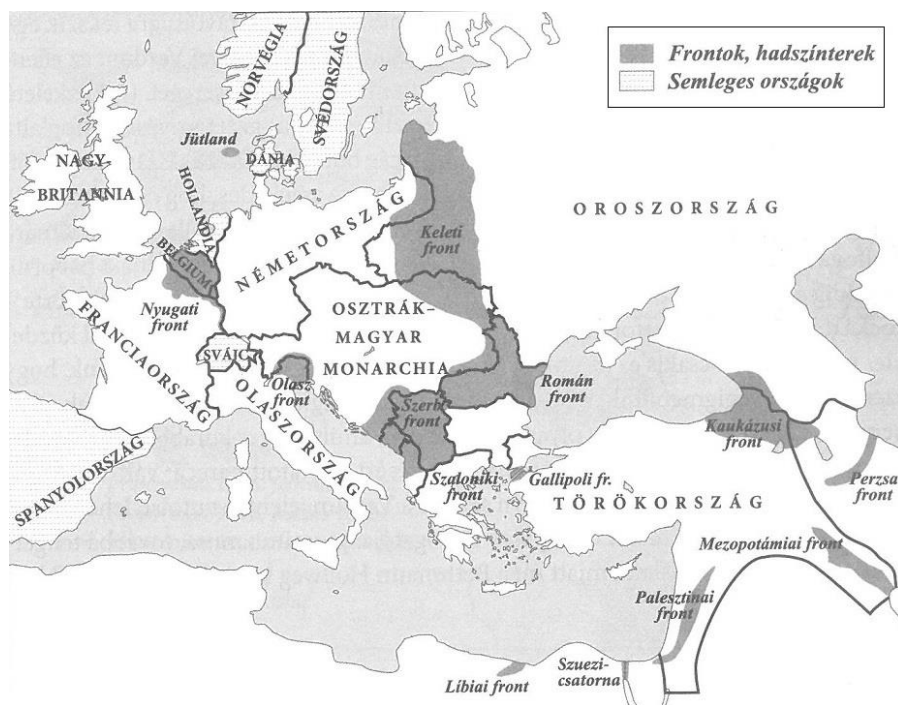 Frontok, hadszínterek
Semleges országok
NORVÉGIA
SVÉDORSZÁG
Jütland
DÁNIA
NAGY-
BRITANNIA
HOLLANDIA
BELGIUM
NÉMETORSZÁG
Keleti
front
OROSZORSZÁG
Nyugati
front
FRANCIAORSZÁG
SVÁJC
OSZTRÁK-
MAGYAR
MONARCHIA
Olasz
front
OLASZORSZÁG
Szerb
front
Román
front
Kaukázusi
front
SPANYOLORSZÁG
Szaloniki
front
Gallipoli fr.
TÖRÖKORSZÁG
Perzsa
front
Mezopotámiai front
Palesztinai
front
Líbiai front
Szuezi-
csatorna